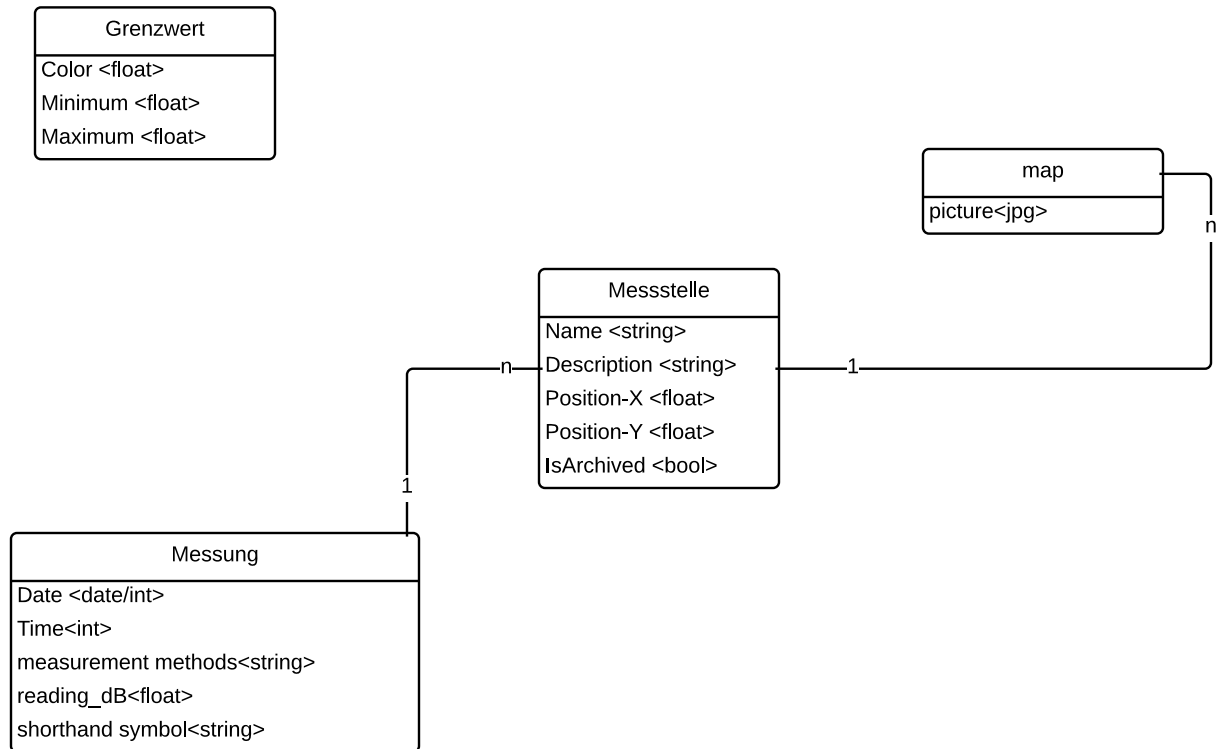 Grenzwert
Color <float>
Minimum <float>
Maximum <float>
map
picture<jpg>
n
Messstelle
Name <string>
Description <string>
Position-X <float>
Position-Y <float>
IsArchived <bool>
n
1
1
Messung
Date <date/int>
Time<int>
measurement methods<string>
reading_dB<float>
shorthand symbol<string>